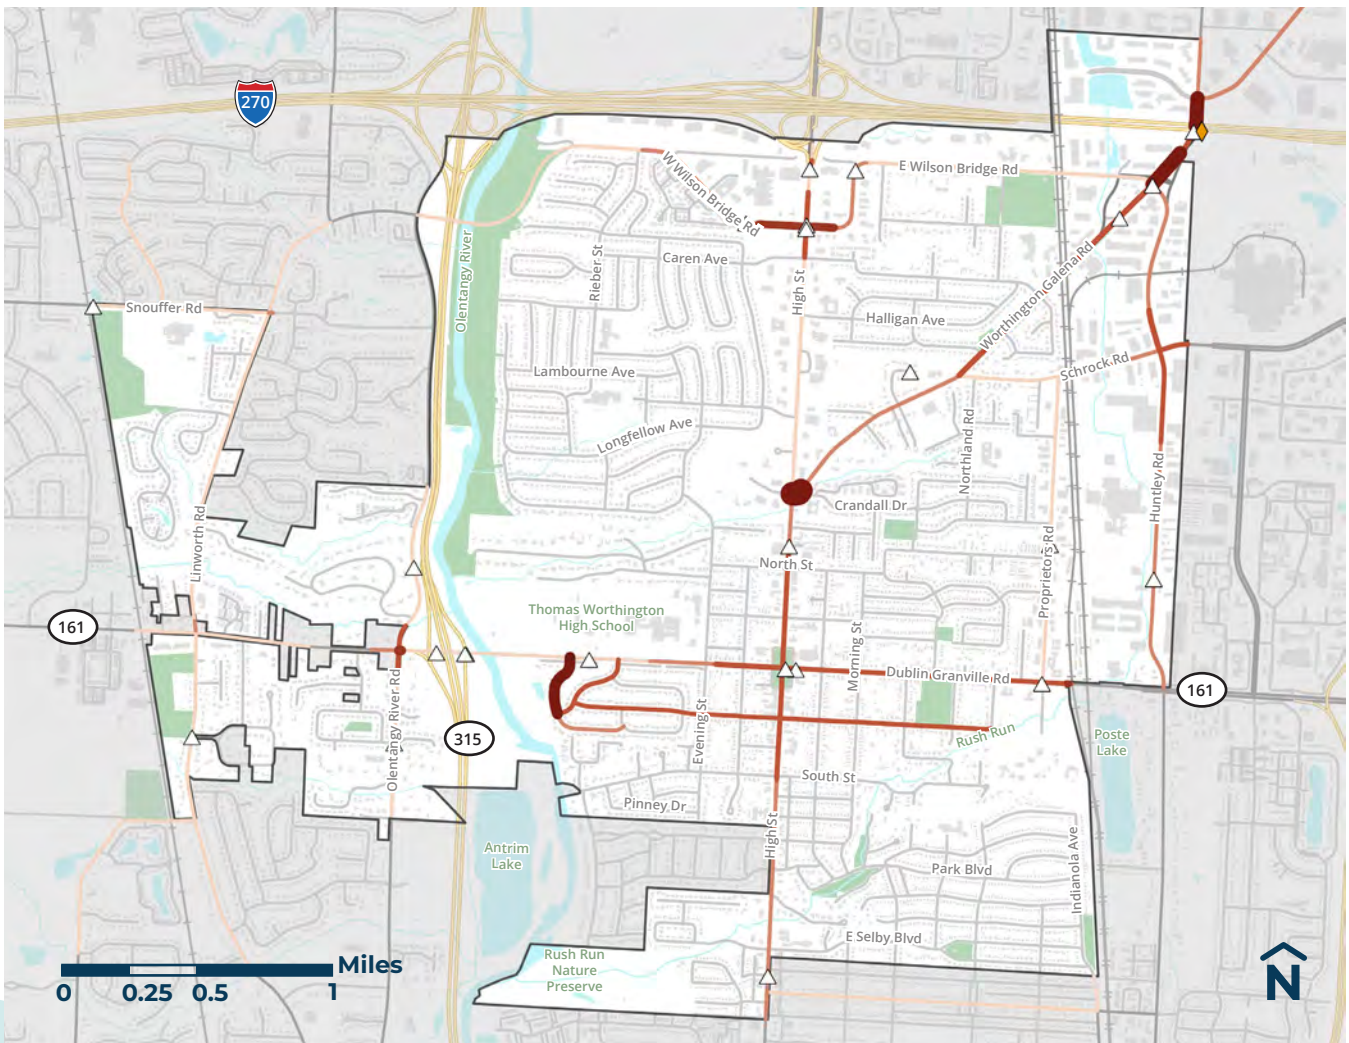 270
E Wilson Bridge Rd
W Wilson Bridge Rd
Olentangy River
Rieber St
Caren Ave
High St
Worthington Galena Rd
Snouffer Rd
Halligan Ave
Schrock Rd
Lambourne Ave
Longfellow Ave
Northland Rd
Huntley Rd
Crandall Dr
Linworth Rd
North St
Proprietors Rd
161
Thomas Worthington
High School
Morning St
Dublin Granville Rd
161
Olentangy River Rd
315
Evening St
Rush Run
Poste
Lake
South St
Pinney Dr
High St
Antrim
Lake
Park Blvd
Indianola Ave
E Selby Blvd
Rush Run
Nature
Preserve
Miles
0 0.25 0.5 1
N